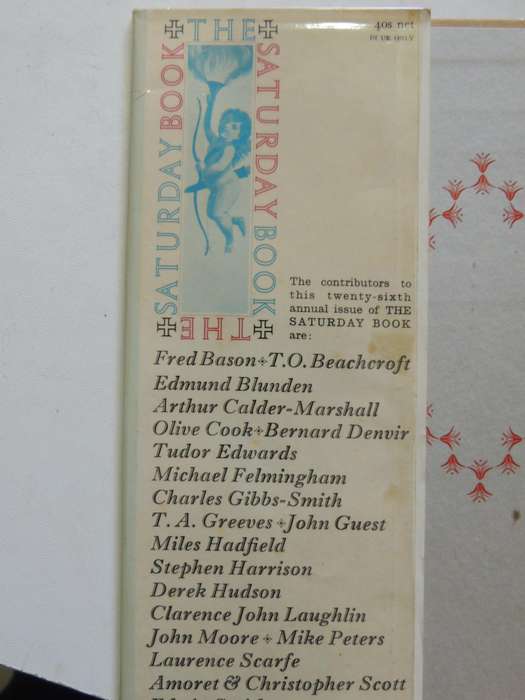 40s net
IN UK ONLY
THE
SATURDAY BOOK
THE
SATURDAY BOOK
The contributors to
this twenty-sixth
annual issue of THE
SATURDAY BOOK
are:
Fred Bason+T.O. Beachcroft
Edmund Blunden
Arthur Calder-Marshall
Olive Cook+Bernard Denvir
Tudor Edwards
Michael Felmingham
Charles Gibbs-Smith
T. A. Greeves+John Guest
Miles Hadfield
Stephen Harrison
Derek Hudson
Clarence John Laughlin
John Moore+Mike Peters
Laurence Scarfe
Amoret & Christopher Scott